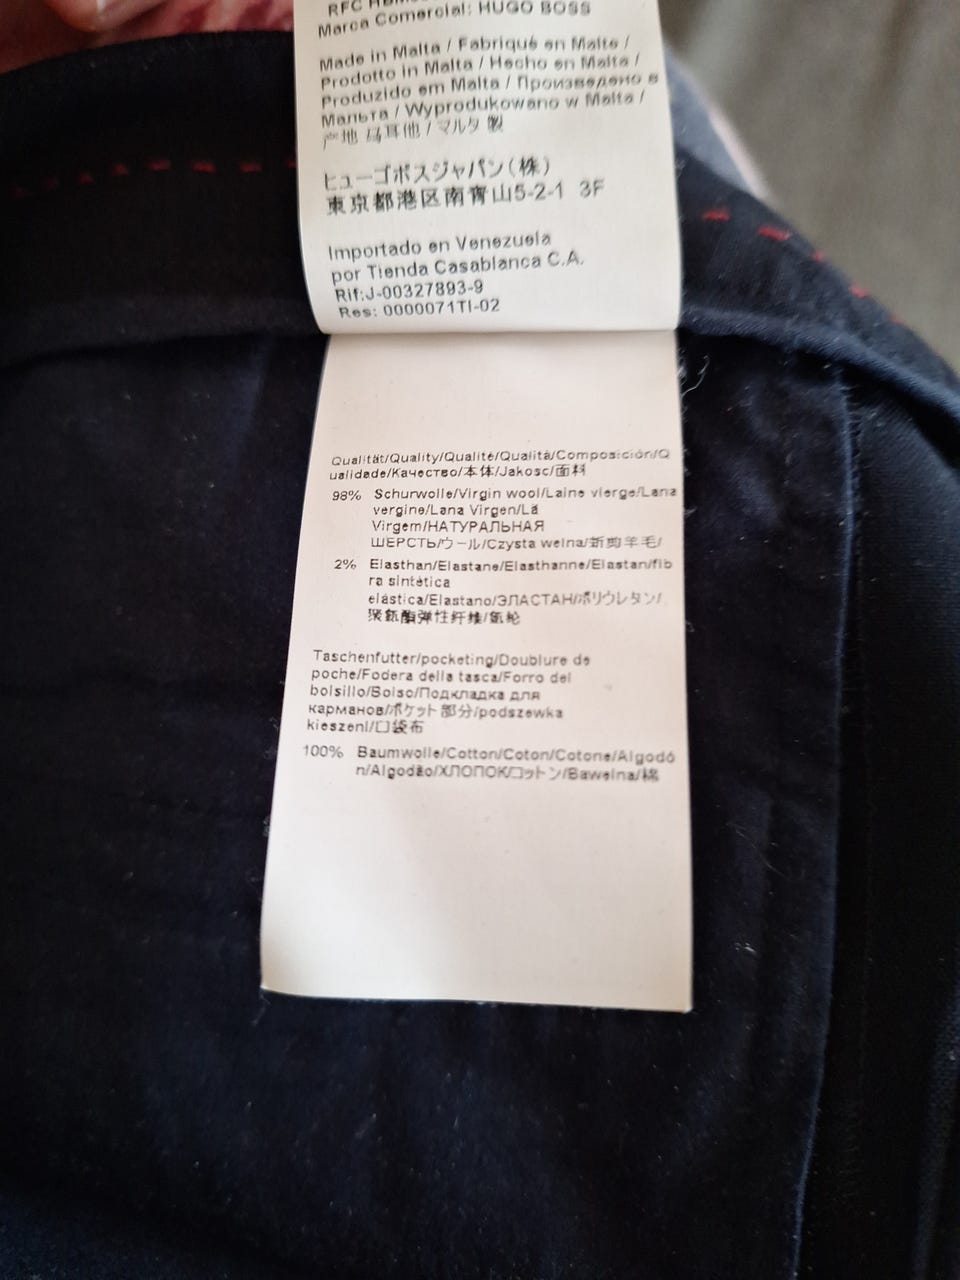 RFC
Marca Comercial: HUGO BOSS
Made in Malta / Fabriqué en Malte /
Prodotto in Malta / Hecho en Malta /
Produzido em Malta / Произведено в
Мальта / Wyprodukowano w Malta /
产地 马耳他 / マルタ 製
ヒューゴボスジャパン(株)
東京都港区南青山5-2-1 3F
Importado en Venezuela
por Tienda Casablanca C.A.
Rif:J-00327893-9
Res: 0000071TI-02
Qualität/Quality/Qualité/Qualità/Composición/Q
ualidade/Качество/本体/Jakosc/面料
98% Schurwolle/Virgin wool/Laine vierge/Lana
vergine/Lana Virgen/Lã
Virgem/НАТУРАЛЬНАЯ
ШЕРСТЬ/ウール/Czysta welna/新剪羊毛/
2% Elasthan/Elastane/Elasthanne/Elastan/fib
ra sintética
elástica/Elastano/ЭЛАСТАН/ポリウレタン/
聚氨酯弹性纤维/氨纶
Taschenfutter/pocketing/Doublure de
poche/Fodera della tasca/Forro del
bolsillo/Bolso/Подкладка для
карманов/ポケット部分/podszewka
kieszeni/口袋布
100% Baumwolle/Cotton/Coton/Cotone/Algodó
n/Algodão/ХЛОПОК/コットン/Bawelna/棉